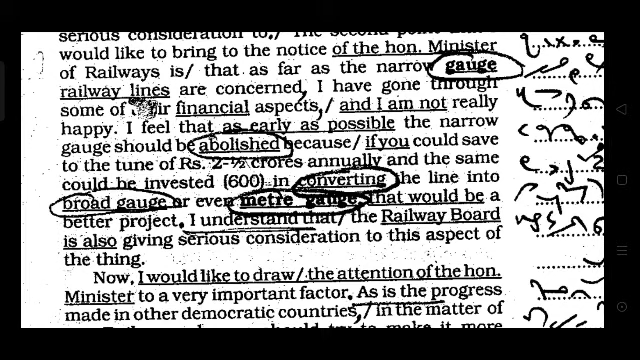 serious consideration to./ The second point
would like to bring to the notice of the hon. Minister
of Railways is/ that as far as the narrow gauge
railway lines are concerned, I have gone through
some of financial aspects,/ and I am not really
happy. I feel that as early as possible the narrow
gauge should be abolished because/ if you could save
to the tune of Rs. 2-½ crores annually and the same
could be invested (600) in converting the line into
broad gauge or even metre gauge, that would be a
better project. I understand that/ the Railway Board
is also giving serious consideration to this aspect of
the thing.
Now, I would like to draw/ the attention of the hon.
Minister to a very important factor. As is the progress
made in other democratic countries,/ in the matter of
should try to make it more